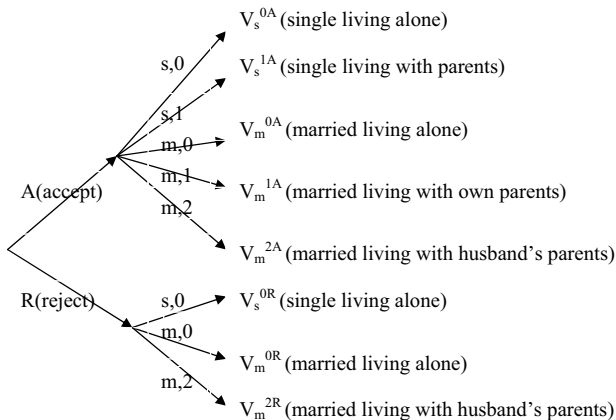 V_s^0A (single living alone)
s,0
V_s^1A (single living with parents)
s,1
V_m^0A (married living alone)
m,0
m,1
V_m^1A (married living with own parents)
A(accept)
m,2
V_m^2A (married living with husband's parents)
R(reject)
s,0
V_s^0R (single living alone)
m,0
V_m^0R (married living alone)
m,2
V_m^2R (married living with husband's parents)